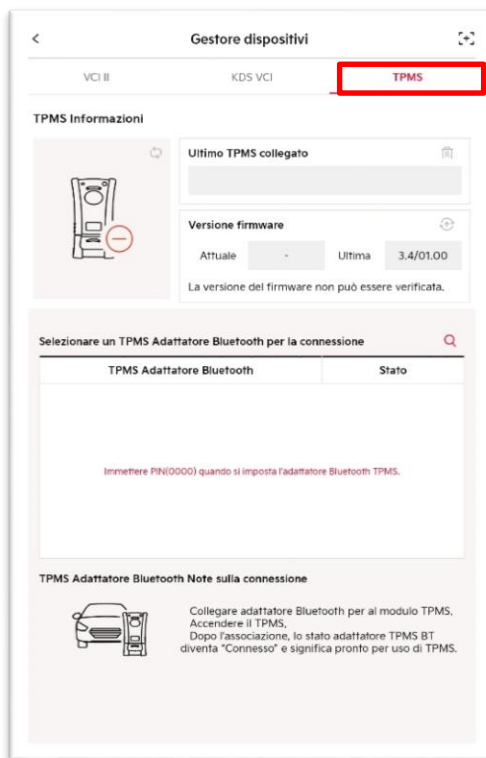 Gestore dispositivi
VCI II
KDS VCI
TPMS
TPMS Informazioni
Ultimo TPMS collegato
Versione firmware
Attuale - Ultima 3.4/01.00
La versione del firmware non può essere verificata.
Selezionare un TPMS Adattatore Bluetooth per la connessione
TPMS Adattatore Bluetooth Stato
Immettere PIN(0000) quando si imposta l'adattatore Bluetooth TPMS.
TPMS Adattatore Bluetooth Note sulla connessione
Collegare adattatore Bluetooth per al modulo TPMS,
Accendere il TPMS,
Dopo l'associazione, lo stato adattatore TPMS BT
diventa "Connesso" e significa pronto per uso di TPMS.